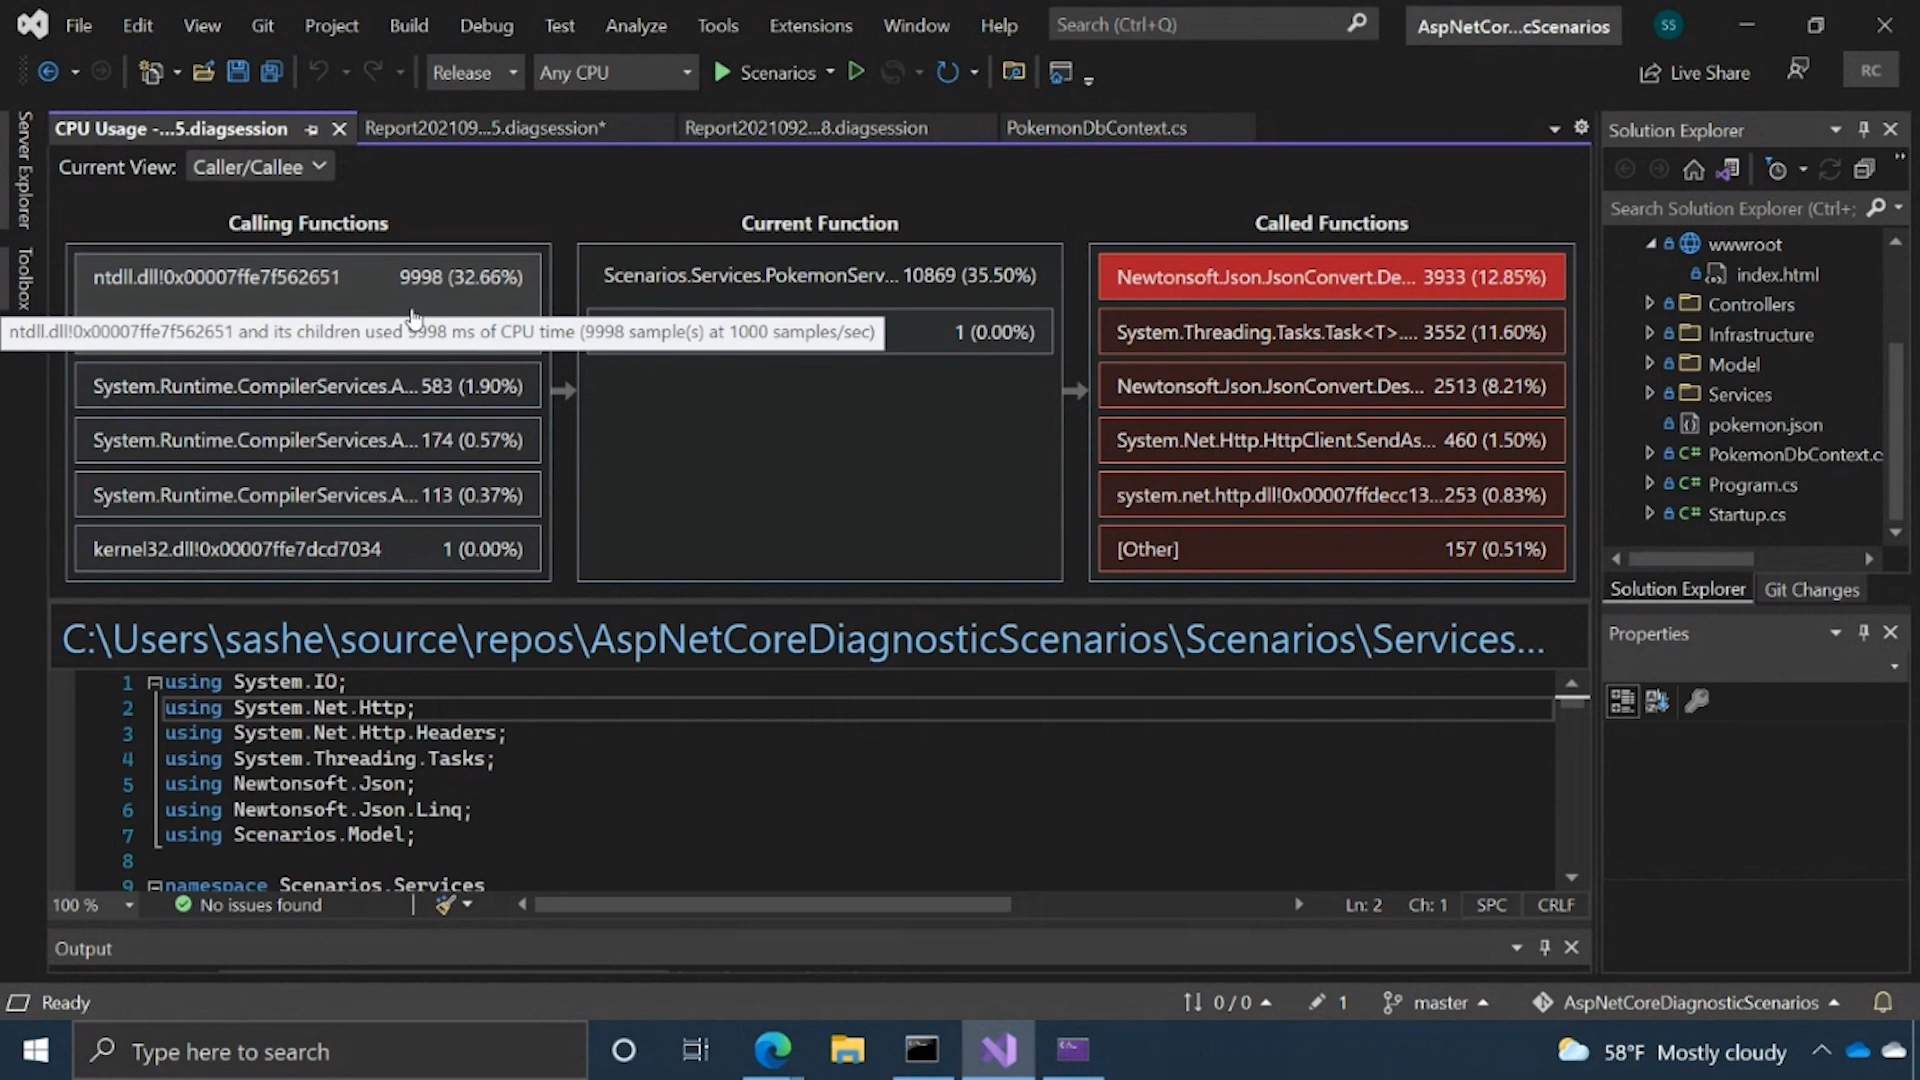 File Edit View Git Project Build Debug Test Analyze Tools Extensions Window Help Search (Ctrl+Q) AspNetCor...cScenarios SS
Release Any CPU Scenarios Live Share RC
Server Explorer
Toolbox
CPU Usage -...5.diagsession Report202109...5.diagsession* Report2021092...8.diagsession PokemonDbContext.cs
Current View: Caller/Callee
Calling Functions
ntdll.dll!0x00007ffe7f562651 9998 (32.66%)
ntdll.dll!0x00007ffe7f562651 and its children used 9998 ms of CPU time (9998 sample(s) at 1000 samples/sec)
System.Runtime.CompilerServices.A... 583 (1.90%)
System.Runtime.CompilerServices.A... 174 (0.57%)
System.Runtime.CompilerServices.A... 113 (0.37%)
kernel32.dll!0x00007ffe7dcd7034 1 (0.00%)
Current Function
Scenarios.Services.PokemonServ... 10869 (35.50%)
1 (0.00%)
Called Functions
Newtonsoft.Json.JsonConvert.De... 3933 (12.85%)
System.Threading.Tasks.Task<T>.... 3552 (11.60%)
Newtonsoft.Json.JsonConvert.Des... 2513 (8.21%)
System.Net.Http.HttpClient.SendAs... 460 (1.50%)
system.net.http.dll!0x00007ffdecc13...253 (0.83%)
[Other] 157 (0.51%)
C:\Users\sashe\source\repos\AspNetCoreDiagnosticScenarios\Scenarios\Services...
1 using System.IO;
2 using System.Net.Http;
3 using System.Net.Http.Headers;
4 using System.Threading.Tasks;
5 using Newtonsoft.Json;
6 using Newtonsoft.Json.Linq;
7 using Scenarios.Model;
8
9 namespace Scenarios.Services
100 % No issues found Ln: 2 Ch: 1 SPC CRLF
Output
Solution Explorer
Search Solution Explorer (Ctrl+;
wwwroot
index.html
Controllers
Infrastructure
Model
Services
pokemon.json
C# PokemonDbContext.c
C# Program.cs
C# Startup.cs
Solution Explorer Git Changes
Properties
Ready 0 / 0 1 master AspNetCoreDiagnosticScenarios
Type here to search 58°F Mostly cloudy